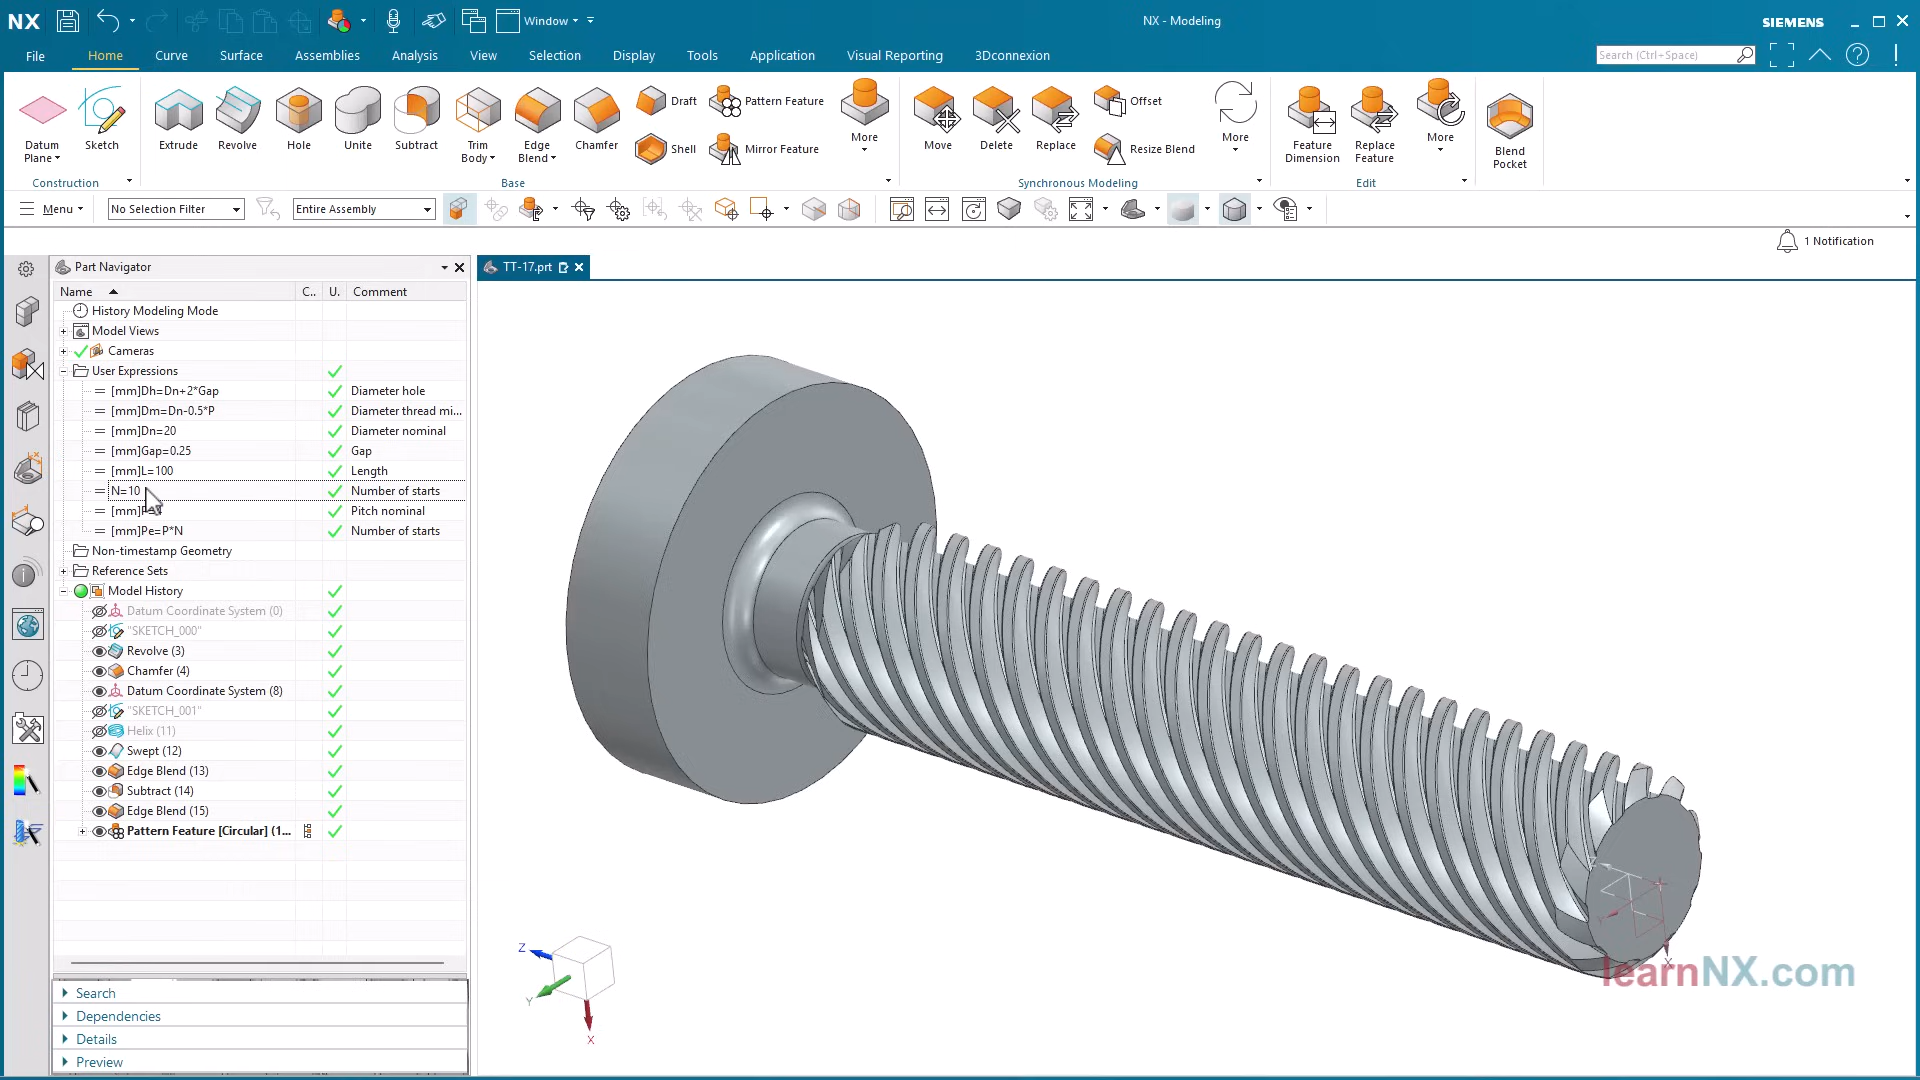 NX
Window
NX - Modeling
SIEMENS
File
Home
Curve
Surface
Assemblies
Analysis
View
Selection
Display
Tools
Application
Visual Reporting
3Dconnexion
Search (Ctrl+Space)
Datum Plane
Sketch
Extrude
Revolve
Hole
Unite
Subtract
Trim Body
Edge Blend
Chamfer
Draft
Shell
Pattern Feature
Mirror Feature
More
Move
Delete
Replace
Offset
Resize Blend
More
Feature Dimension
Replace Feature
More
Blend Pocket
Construction
Base
Synchronous Modeling
Edit
Menu
No Selection Filter
Entire Assembly
1 Notification
Part Navigator
TT-17.prt
Name C.. U. Comment
History Modeling Mode
Model Views
Cameras
User Expressions
[mm]Dh=Dn+2*Gap Diameter hole
[mm]Dm=Dn-0.5*P Diameter thread mi...
[mm]Dn=20 Diameter nominal
[mm]Gap=0.25 Gap
[mm]L=100 Length
N=10 Number of starts
Pitch nominal
[mm]Pe=P*N Number of starts
Non-timestamp Geometry
Reference Sets
Model History
Datum Coordinate System (0)
"SKETCH_000"
Revolve (3)
Chamfer (4)
Datum Coordinate System (8)
"SKETCH_001"
Helix (11)
Swept (12)
Edge Blend (13)
Subtract (14)
Edge Blend (15)
Pattern Feature [Circular] (1...
Search
Dependencies
Details
Preview
Z
Y
X
Z
Y
X
learnNX.com